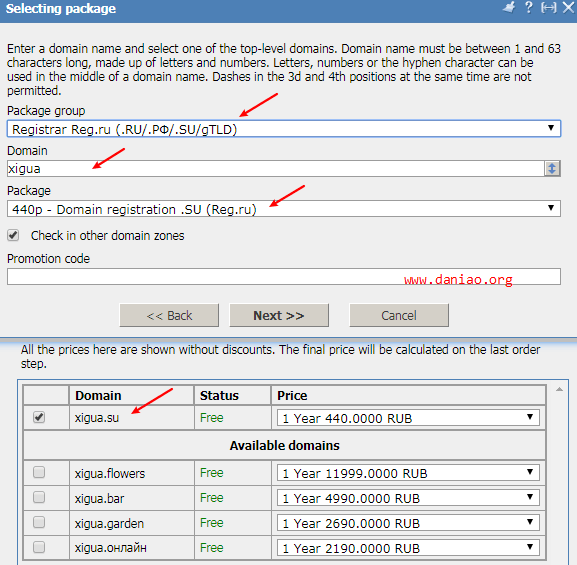 Selecting package
Enter a domain name and select one of the top-level domains. Domain name must be between 1 and 63
characters long, made up of letters and numbers. Letters, numbers or the hyphen character can be
used in the middle of a domain name. Dashes in the 3d and 4th positions at the same time are not
permitted.
Package group
Registrar Reg.ru (.RU/.РФ/.SU/gTLD)
Domain
xigua
Package
440p - Domain registration .SU (Reg.ru)
Check in other domain zones
Promotion code
www.daniao.org
<< Back Next >> Cancel
All the prices here are shown without discounts. The final price will be calculated on the last order
step.
Domain Status Price
xigua.su Free 1 Year 440.0000 RUB
Available domains
xigua.flowers Free 1 Year 11999.0000 RUB
xigua.bar Free 1 Year 4990.0000 RUB
xigua.garden Free 1 Year 2690.0000 RUB
xigua.онлайн Free 1 Year 2190.0000 RUB